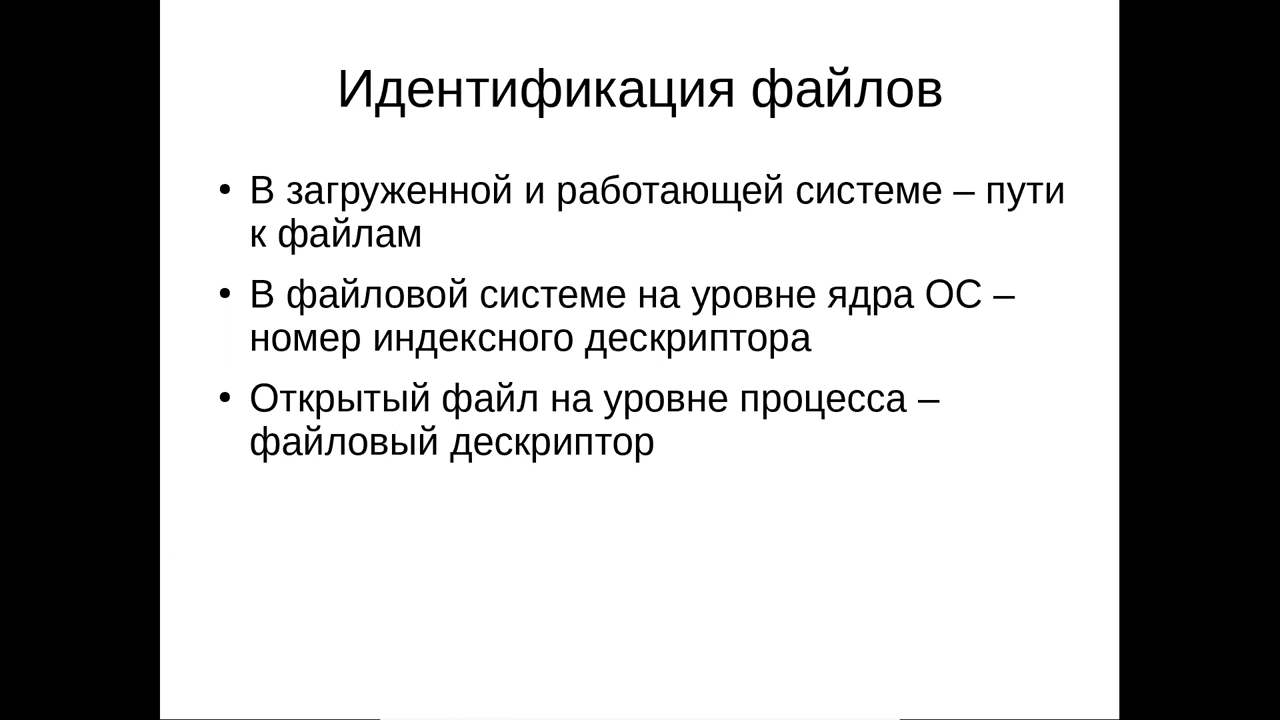 Идентификация файлов
• В загруженной и работающей системе – пути
к файлам
• В файловой системе на уровне ядра ОС –
номер индексного дескриптора
• Открытый файл на уровне процесса –
файловый дескриптор